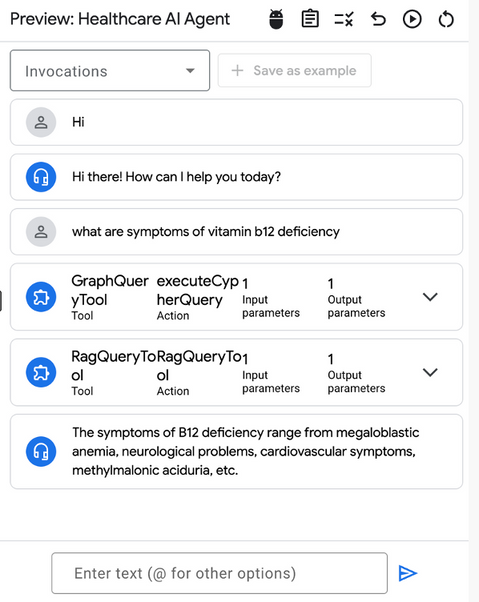 Preview: Healthcare AI Agent
Invocations
+ Save as example
Hi
Hi there! How can I help you today?
what are symptoms of vitamin b12 deficiency
GraphQuer executeCyp 1 1
yTool herQuery Input Output
Tool Action parameters parameters
RagQueryTo RagQueryTo 1 1
ol ol Input Output
Tool Action parameters parameters
The symptoms of B12 deficiency range from megaloblastic
anemia, neurological problems, cardiovascular symptoms,
methylmalonic aciduria, etc.
Enter text (@ for other options)